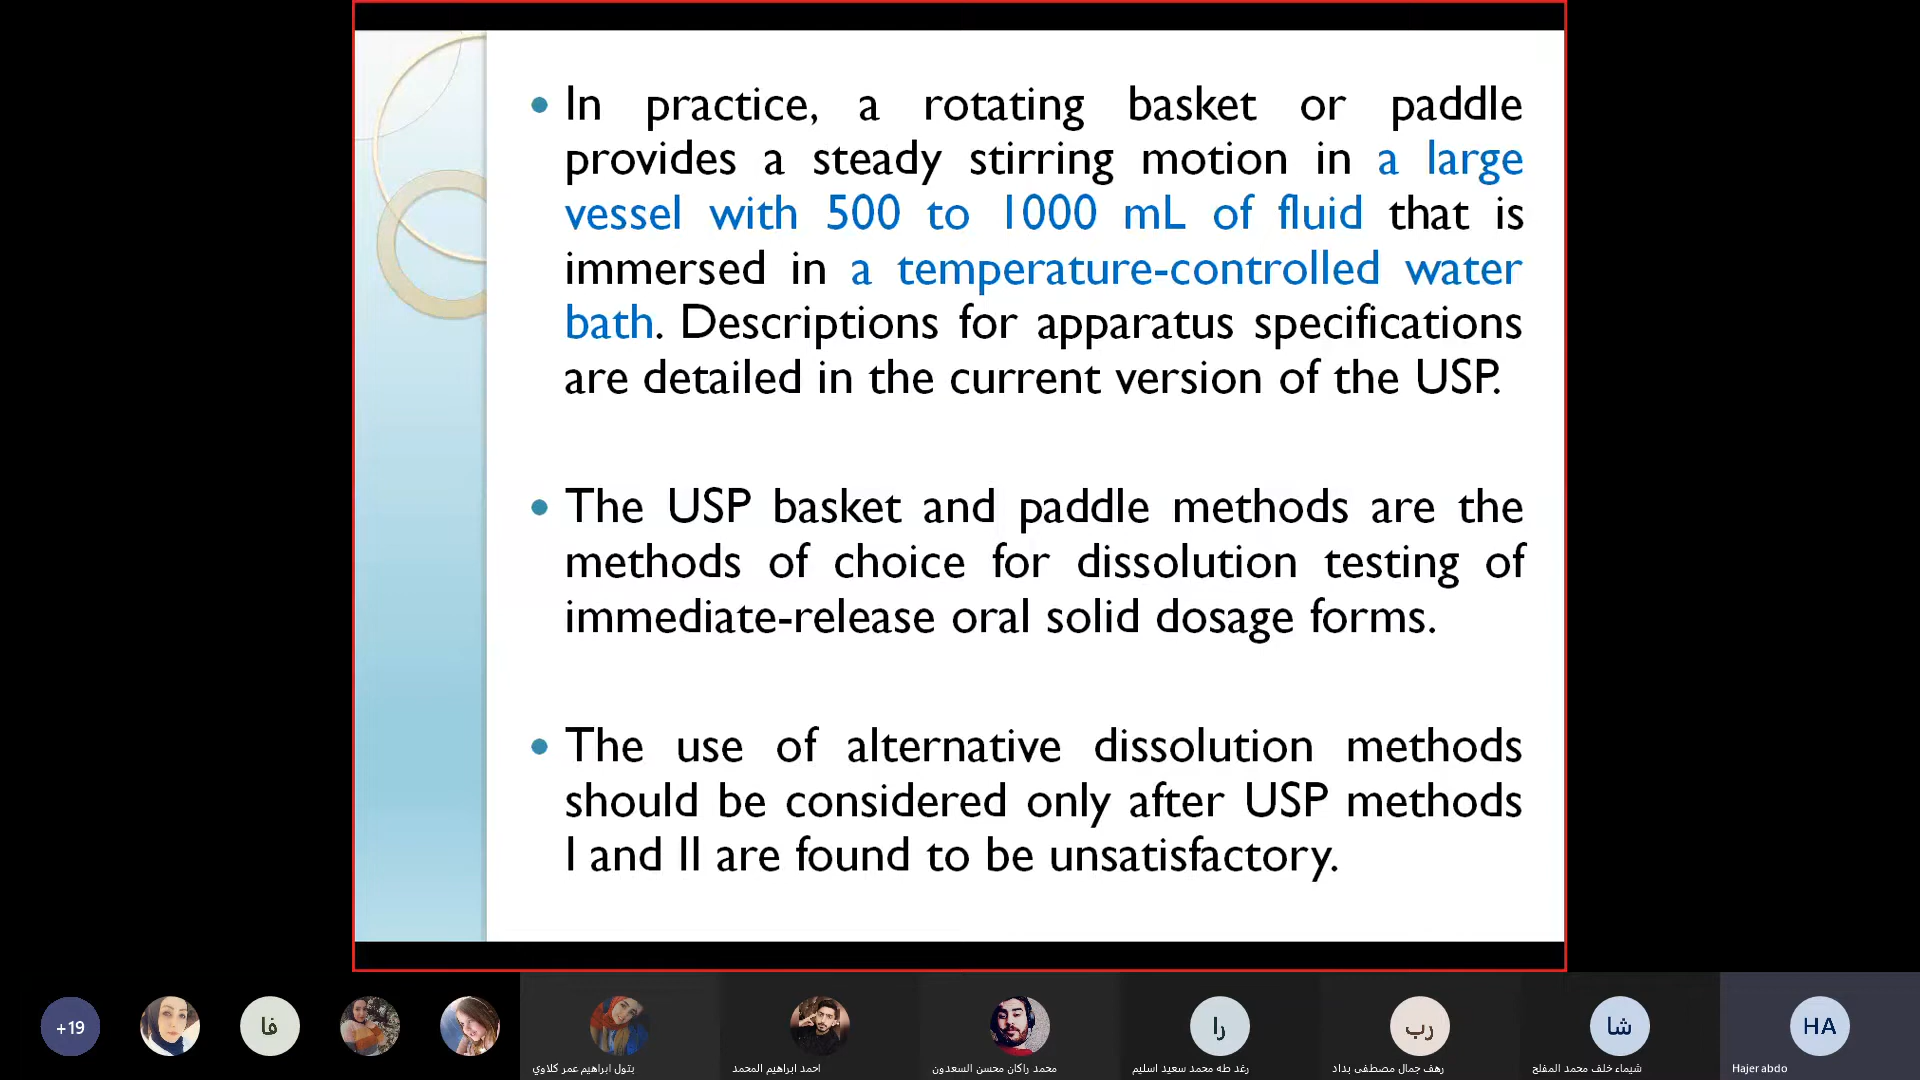 • In practice, a rotating basket or paddle
provides a steady stirring motion in a large
vessel with 500 to 1000 mL of fluid that is
immersed in a temperature-controlled water
bath. Descriptions for apparatus specifications
are detailed in the current version of the USP.
• The USP basket and paddle methods are the
methods of choice for dissolution testing of
immediate-release oral solid dosage forms.
• The use of alternative dissolution methods
should be considered only after USP methods
I and II are found to be unsatisfactory.
+19
فا
را
رب
شا
HA
بتول ابراهيم عمر كلاوي
احمد ابراهيم المحمد
محمد راكان محسن السعدون
رغد طه محمد سعيد اسليم
رهف جمال مصطفى بداد
شيماء خلف محمد المفلح
Hajer abdo